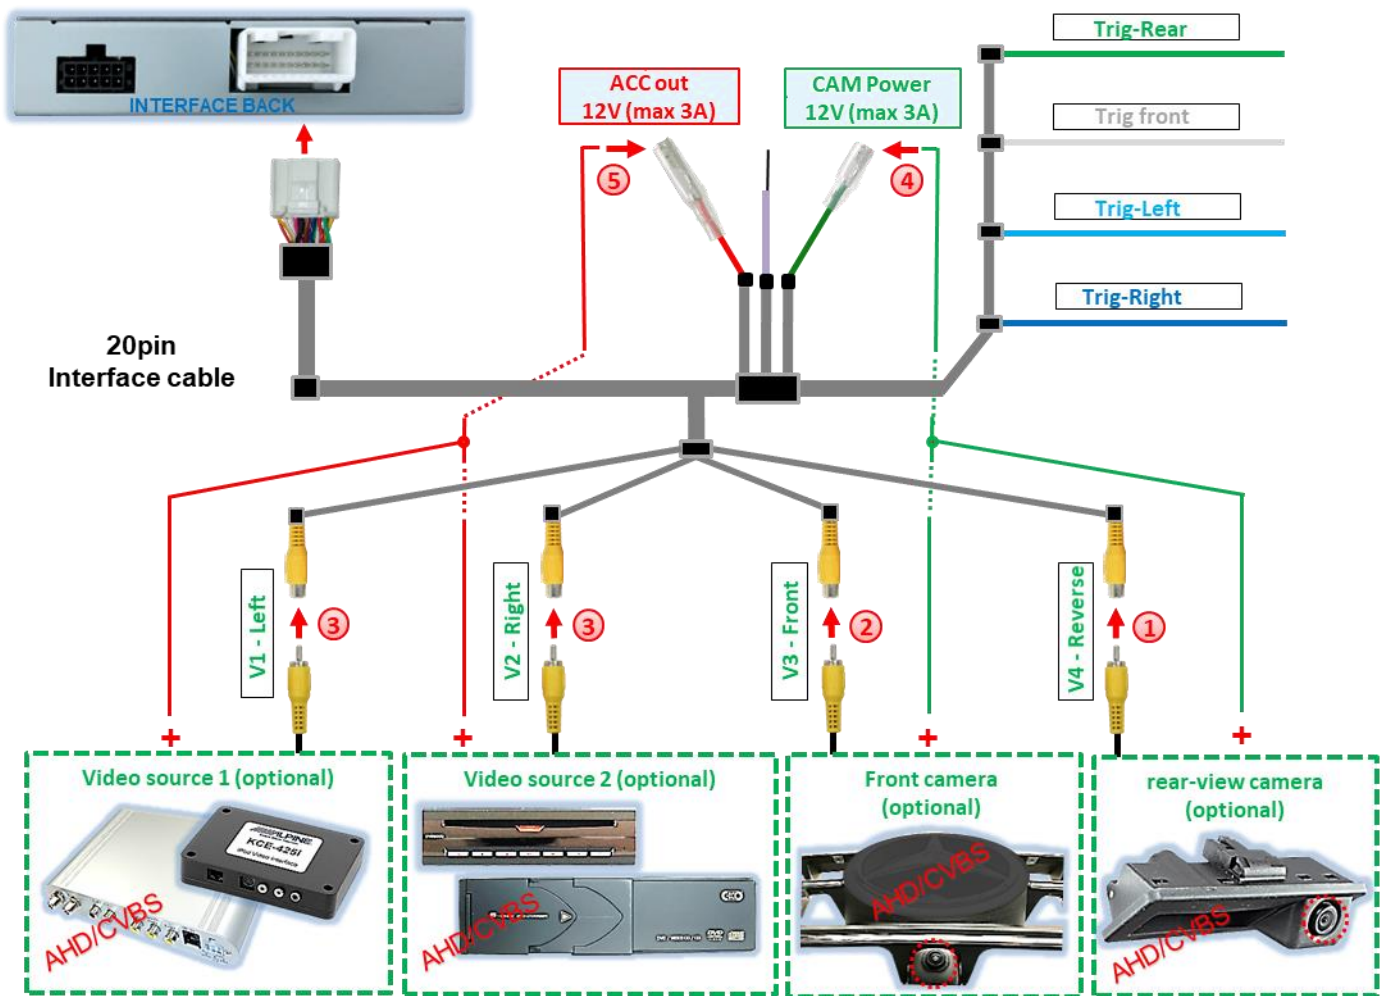 INTERFACE BACK
ACC out
12V (max 3A)
CAM Power
12V (max 3A)
Trig-Rear
Trig front
Trig-Left
Trig-Right
5
4
20pin
Interface cable
V1 - Left
3
V2 - Right
3
V3 - Front
2
V4 - Reverse
1
+
+
+
+
Video source 1 (optional)
ALPINE
KCE-425i
iPod Video Interface
AHD/CVBS
Video source 2 (optional)
AHD/CVBS
Front camera
(optional)
AHD/CVBS
rear-view camera
(optional)
AHD/CVBS